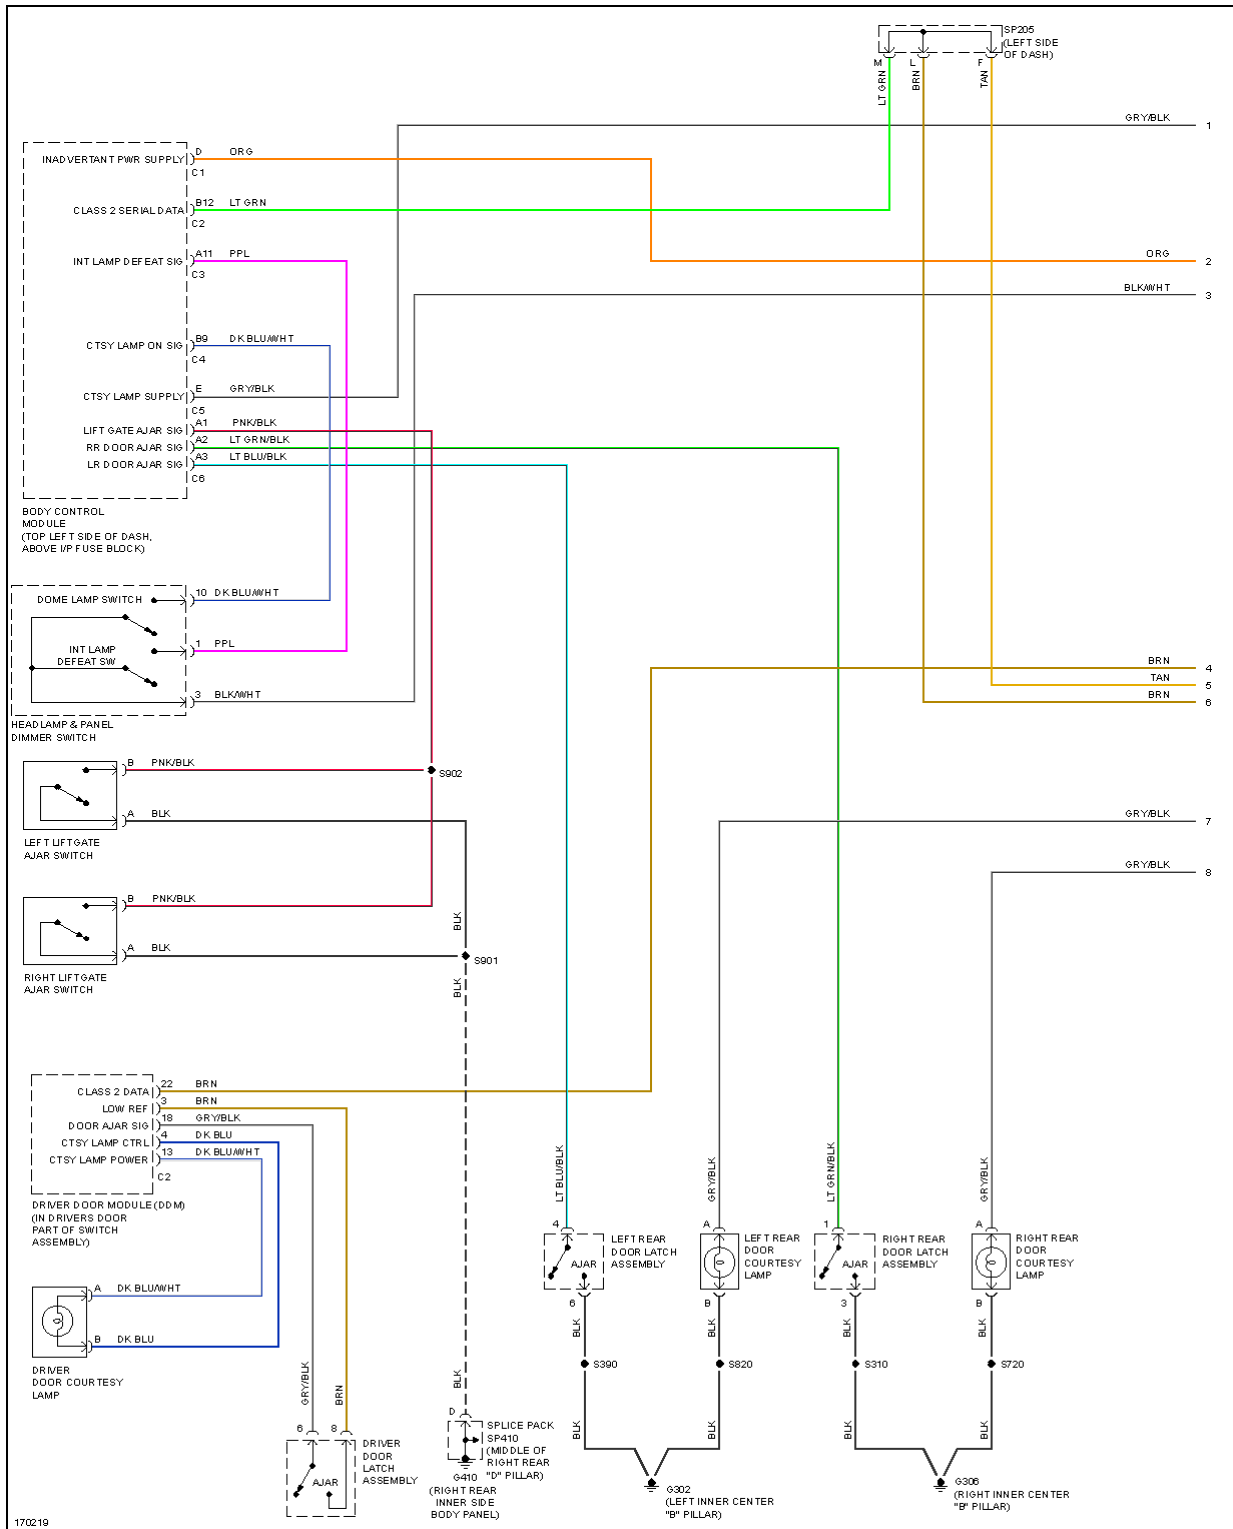 SP205
(LEFT SIDE
OF DASH)
M
L
F
LT GRN
BRN
TAN
GRY/BLK
1
INADVERTANT PWR SUPPLY
D
ORG
C1
CLASS 2 SERIAL DATA
B12
LT GRN
C2
INT LAMP DEFEAT SIG
A11
PPL
C3
ORG
2
BLK/WHT
3
CTSY LAMP ON SIG
B9
DK BLU/WHT
C4
CTSY LAMP SUPPLY
E
GRY/BLK
C5
LIFT GATE AJAR SIG
A1
PNK/BLK
RR DOOR AJAR SIG
A2
LT GRN/BLK
LR DOOR AJAR SIG
A3
LT BLU/BLK
C6
BODY CONTROL
MODULE
(TOP LEFT SIDE OF DASH,
ABOVE I/P FUSE BLOCK)
DOME LAMP SWITCH
10
DK BLU/WHT
INT LAMP
DEFEAT SW
1
PPL
3
BLK/WHT
HEADLAMP & PANEL
DIMMER SWITCH
BRN
4
TAN
5
BRN
6
B
PNK/BLK
S902
A
BLK
LEFT LIFTGATE
AJAR SWITCH
GRY/BLK
7
GRY/BLK
8
B
PNK/BLK
BLK
A
BLK
S901
RIGHT LIFTGATE
AJAR SWITCH
BLK
CLASS 2 DATA
22
BRN
LOW REF
3
BRN
DOOR AJAR SIG
18
GRY/BLK
CTSY LAMP CTRL
4
DK BLU
CTSY LAMP POWER
13
DK BLU/WHT
C2
DRIVER DOOR MODULE (DDM)
(IN DRIVERS DOOR
PART OF SWITCH
ASSEMBLY)
LT BLU/BLK
GRY/BLK
LT GRN/BLK
GRY/BLK
4
A
1
A
LEFT REAR
DOOR LATCH
ASSEMBLY
AJAR
LEFT REAR
DOOR
COURTESY
LAMP
RIGHT REAR
DOOR LATCH
ASSEMBLY
AJAR
RIGHT REAR
DOOR
COURTESY
LAMP
6
B
3
B
BLK
BLK
BLK
BLK
S390
S820
S310
S720
A
DK BLU/WHT
B
DK BLU
DRIVER
DOOR COURTESY
LAMP
GRY/BLK
BRN
BLK
BLK
BLK
BLK
BLK
6
8
DRIVER
DOOR
LATCH
ASSEMBLY
AJAR
D
SPLICE PACK
SP410
(MIDDLE OF
RIGHT REAR
"D" PILLAR)
G410
(RIGHT REAR
INNER SIDE
BODY PANEL)
G302
(LEFT INNER CENTER
"B" PILLAR)
G306
(RIGHT INNER CENTER
"B" PILLAR)
170219